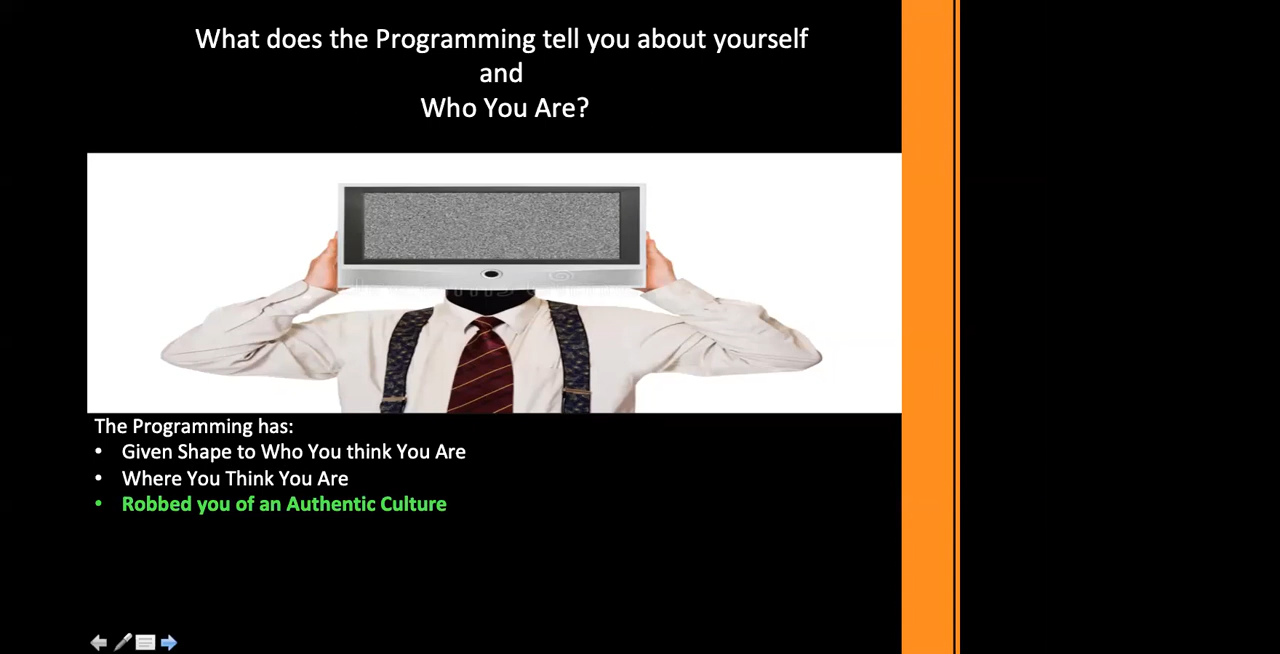 What does the Programming tell you about yourself
and
Who You Are?
The Programming has:
• Given Shape to Who You think You Are
• Where You Think You Are
• Robbed you of an Authentic Culture